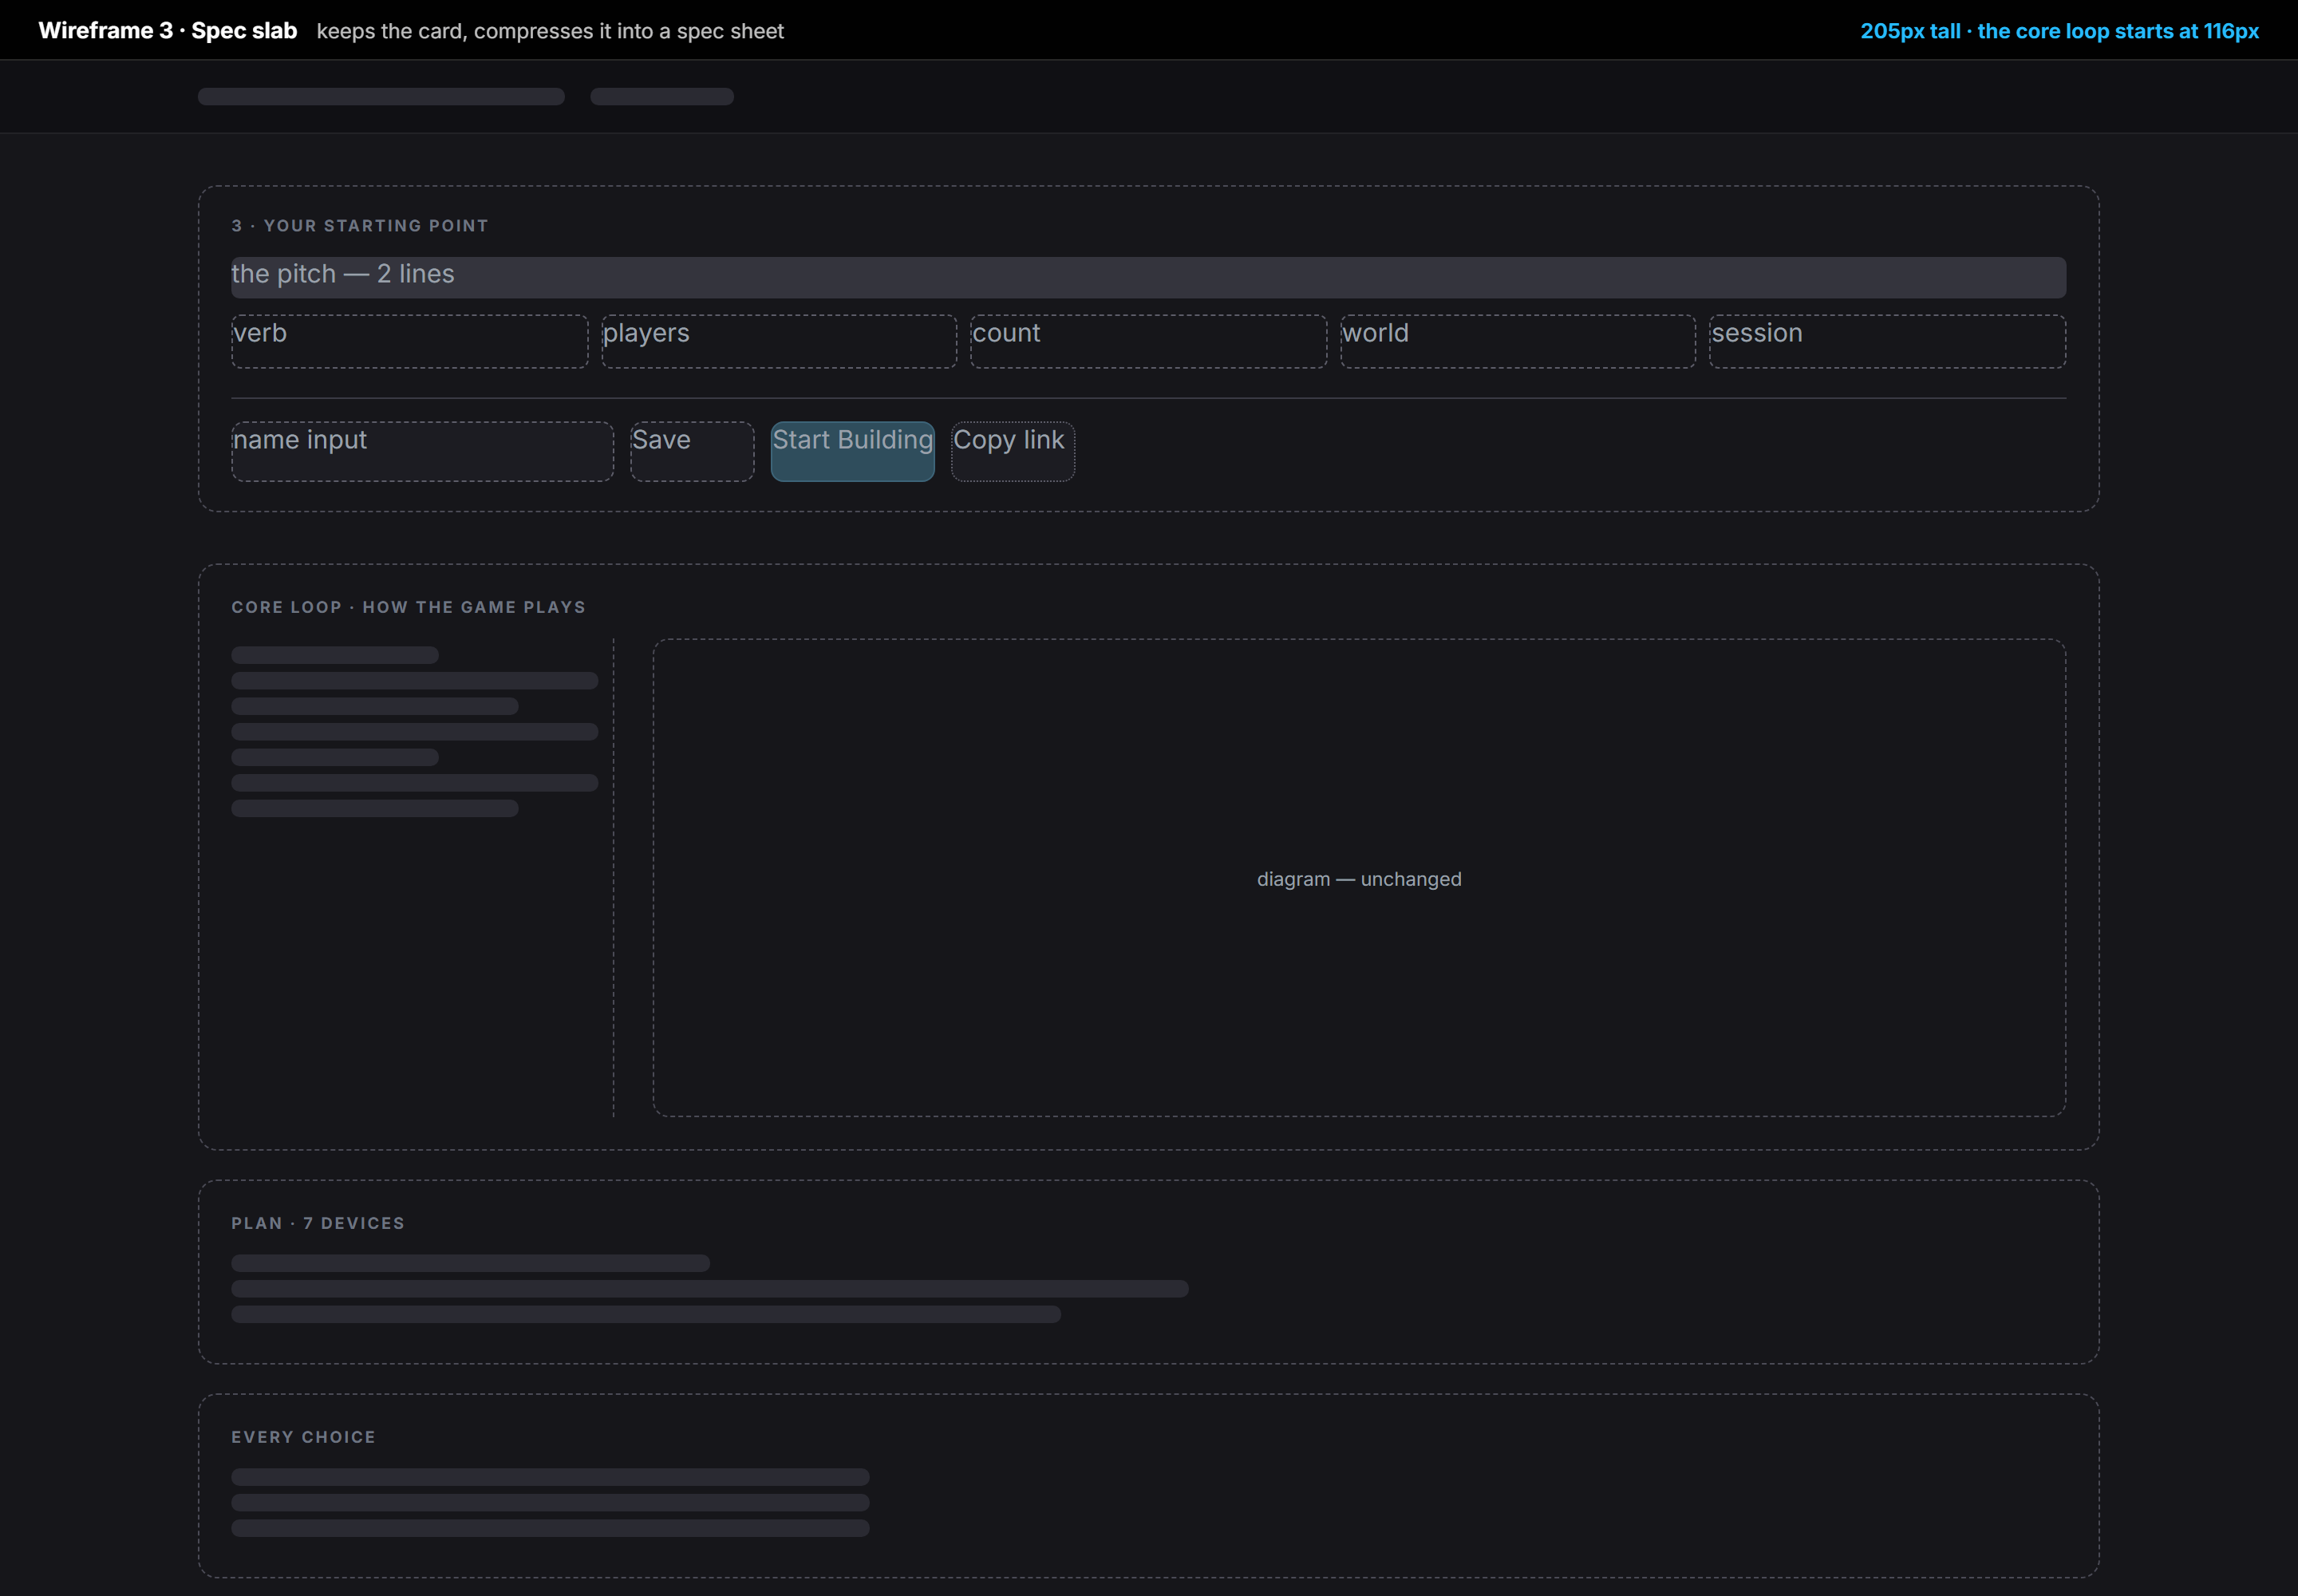 Wireframe 3 · Spec slab keeps the card, compresses it into a spec sheet 205px tall · the core loop starts at 116px
3 · YOUR STARTING POINT
the pitch — 2 lines
verb players count world session
name input Save Start Building Copy link
CORE LOOP · HOW THE GAME PLAYS
diagram — unchanged
PLAN · 7 DEVICES
EVERY CHOICE